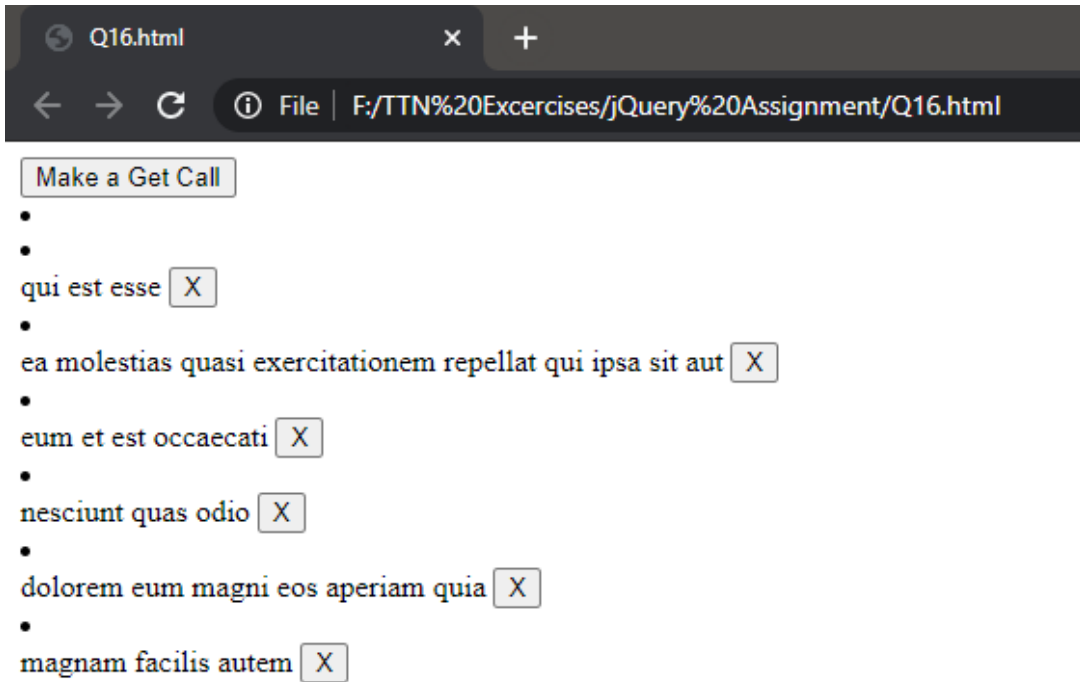 Q16.html
File F:/TTN%20Excercises/jQuery%20Assignment/Q16.html
Make a Get Call
•
•
qui est esse X
•
ea molestias quasi exercitationem repellat qui ipsa sit aut X
•
eum et est occaecati X
•
nesciunt quas odio X
•
dolorem eum magni eos aperiam quia X
•
magnam facilis autem X